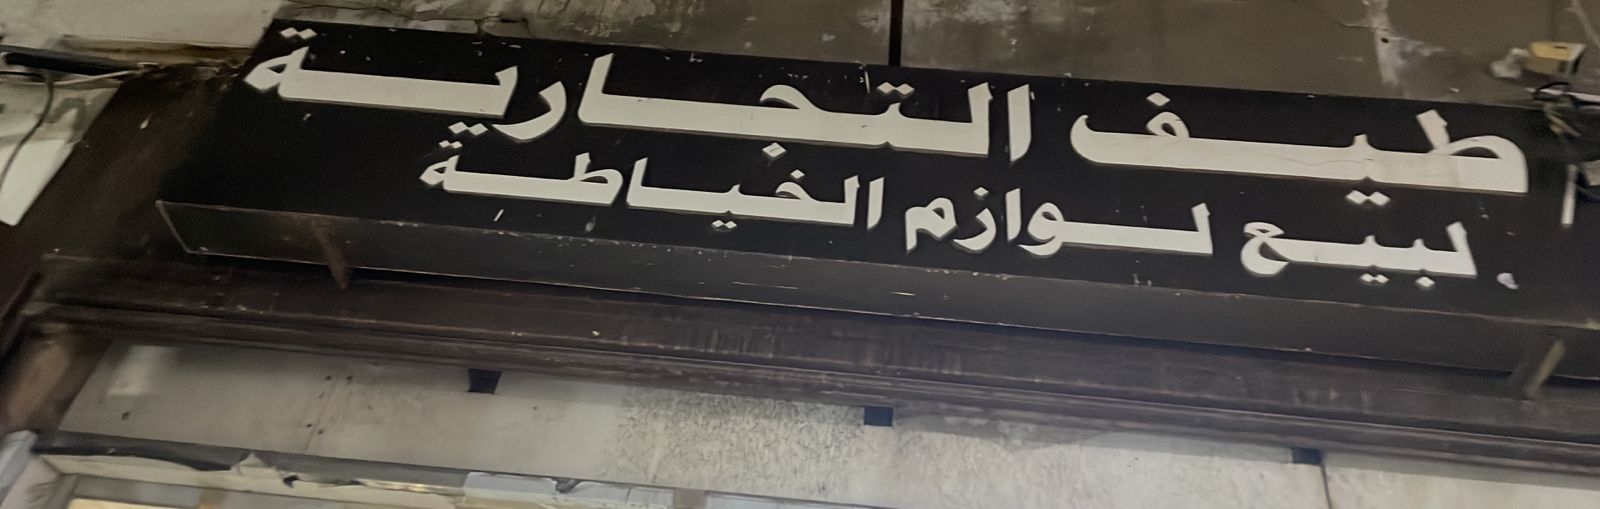 طيف التجارية
لبيع لوازم الخياطة